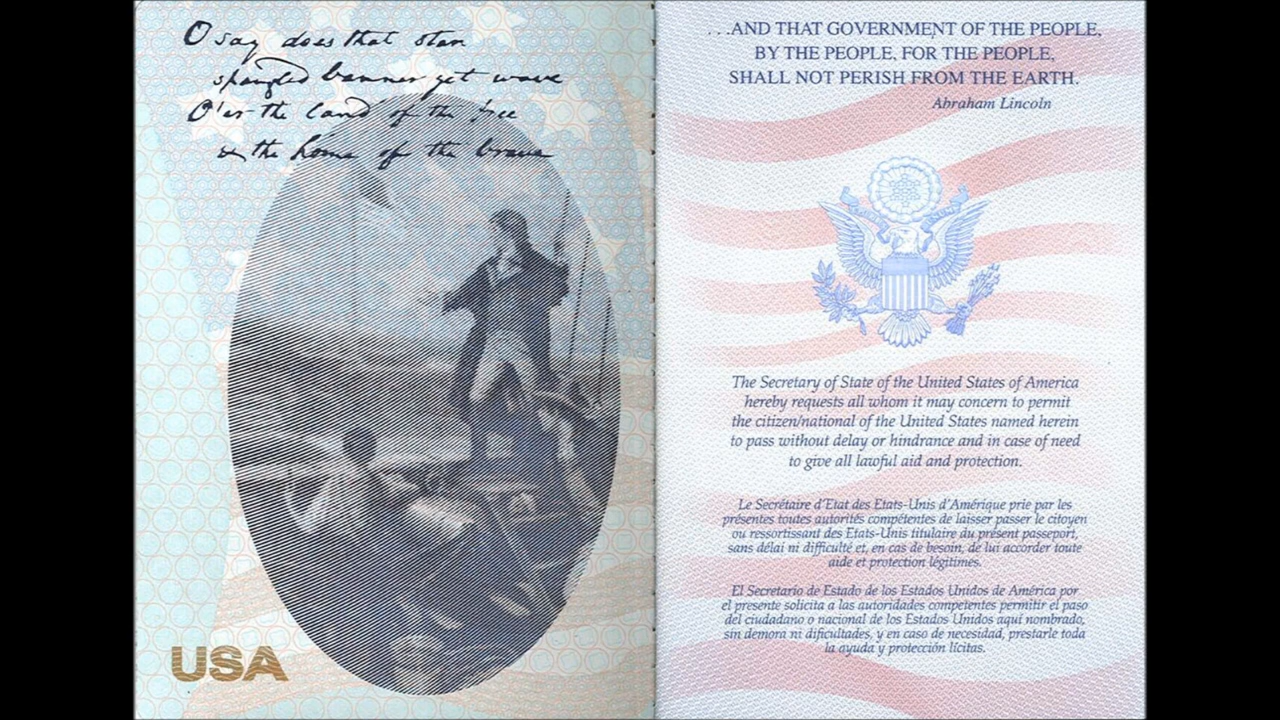 O say does that star
spangled banner yet wave
O'er the land of the free
& the home of the brave
USA
. . .AND THAT GOVERNMENT OF THE PEOPLE,
BY THE PEOPLE, FOR THE PEOPLE,
SHALL NOT PERISH FROM THE EARTH.
Abraham Lincoln
The Secretary of State of the United States of America
hereby requests all whom it may concern to permit
the citizen/national of the United States named herein
to pass without delay or hindrance and in case of need
to give all lawful aid and protection.
Le Secrétaire d'Etat des Etats-Unis d'Amérique prie par les
présentes toutes autorités compétentes de laisser passer le citoyen
ou ressortissant des Etats-Unis titulaire du présent passeport,
sans délai ni difficulté et, en cas de besoin, de lui accorder toute
aide et protection légitimes.
El Secretario de Estado de los Estados Unidos de América por
el presente solicita a las autoridades competentes permitir el paso
del ciudadano o nacional de los Estados Unidos aquí nombrado,
sin demora ni dificultades, y en caso de necesidad, prestarle toda
la ayuda y protección lícitas.